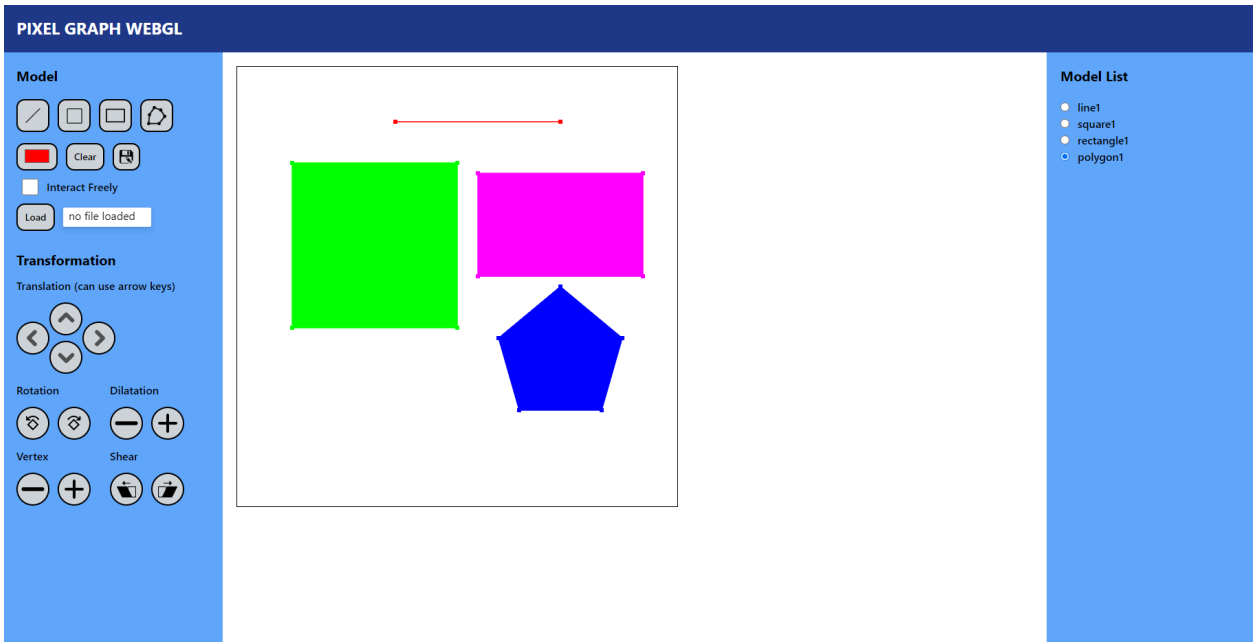 PIXEL GRAPH WEBGL
Model
Clear
Interact Freely
Load no file loaded
Transformation
Translation (can use arrow keys)
Rotation Dilatation
Vertex Shear
Model List
line1
square1
rectangle1
polygon1